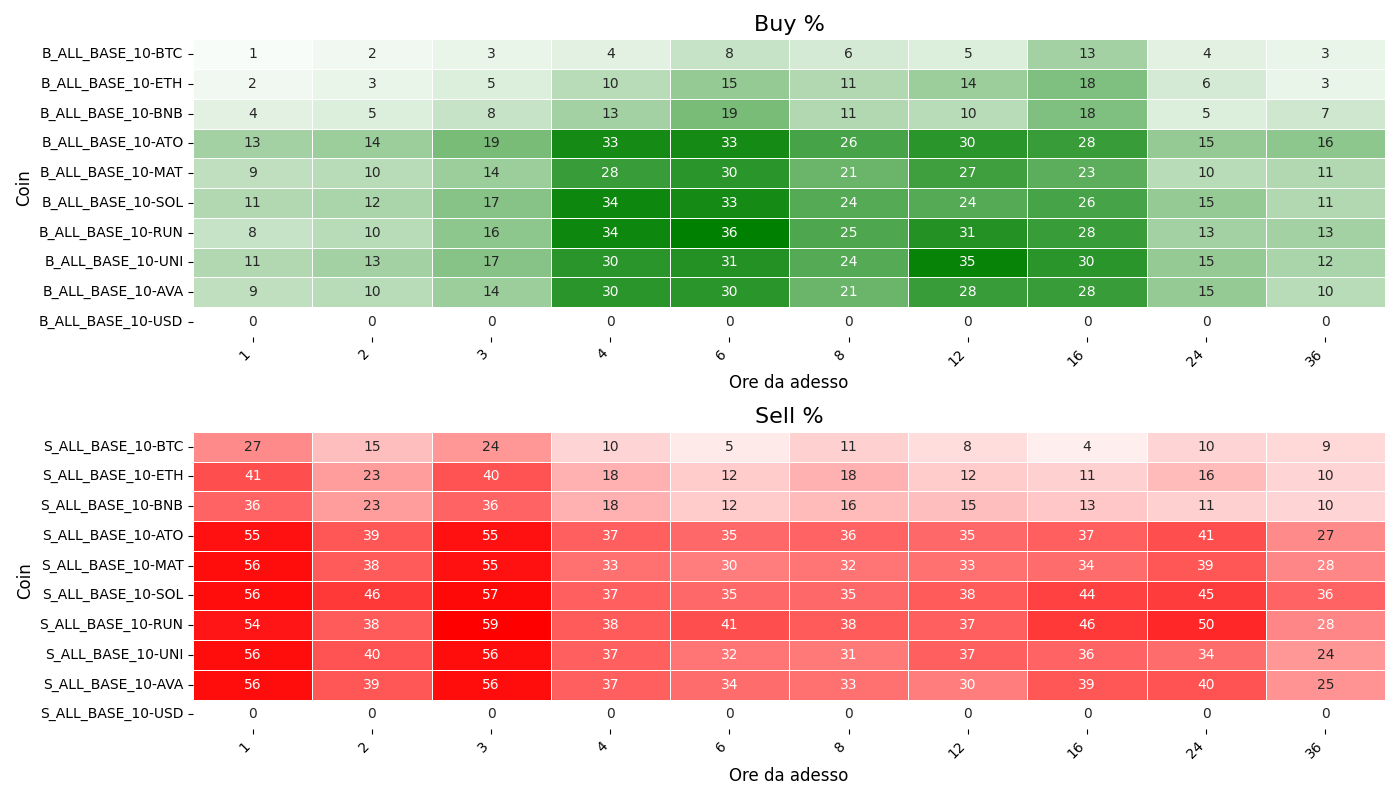 Buy %
Coin
B_ALL_BASE_10-BTC 1 2 3 4 8 6 5 13 4 3
B_ALL_BASE_10-ETH 2 3 5 10 15 11 14 18 6 3
B_ALL_BASE_10-BNB 4 5 8 13 19 11 10 18 5 7
B_ALL_BASE_10-ATO 13 14 19 33 33 26 30 28 15 16
B_ALL_BASE_10-MAT 9 10 14 28 30 21 27 23 10 11
B_ALL_BASE_10-SOL 11 12 17 34 33 24 24 26 15 11
B_ALL_BASE_10-RUN 8 10 16 34 36 25 31 28 13 13
B_ALL_BASE_10-UNI 11 13 17 30 31 24 35 30 15 12
B_ALL_BASE_10-AVA 9 10 14 30 30 21 28 28 15 10
B_ALL_BASE_10-USD 0 0 0 0 0 0 0 0 0 0
1 2 3 4 6 8 12 16 24 36
Ore da adesso
Sell %
Coin
S_ALL_BASE_10-BTC 27 15 24 10 5 11 8 4 10 9
S_ALL_BASE_10-ETH 41 23 40 18 12 18 12 11 16 10
S_ALL_BASE_10-BNB 36 23 36 18 12 16 15 13 11 10
S_ALL_BASE_10-ATO 55 39 55 37 35 36 35 37 41 27
S_ALL_BASE_10-MAT 56 38 55 33 30 32 33 34 39 28
S_ALL_BASE_10-SOL 56 46 57 37 35 35 38 44 45 36
S_ALL_BASE_10-RUN 54 38 59 38 41 38 37 46 50 28
S_ALL_BASE_10-UNI 56 40 56 37 32 31 37 36 34 24
S_ALL_BASE_10-AVA 56 39 56 37 34 33 30 39 40 25
S_ALL_BASE_10-USD 0 0 0 0 0 0 0 0 0 0
1 2 3 4 6 8 12 16 24 36
Ore da adesso